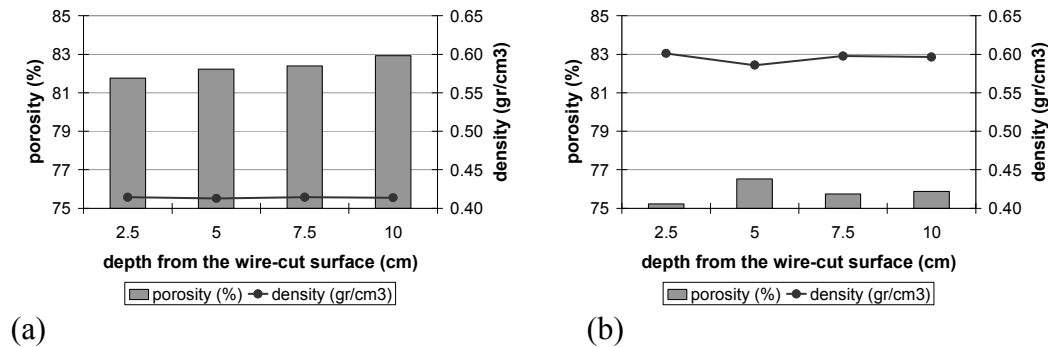 85
83
81
79
77
75
porosity (%)
0.65
0.60
0.55
0.50
0.45
0.40
density (gr/cm3)
2.5 5 7.5 10
depth from the wire-cut surface (cm)
porosity (%) density (gr/cm3)
(a)
85
83
81
79
77
75
porosity (%)
0.65
0.60
0.55
0.50
0.45
0.40
density (gr/cm3)
2.5 5 7.5 10
depth from the wire-cut surface (cm)
porosity (%) density (gr/cm3)
(b)